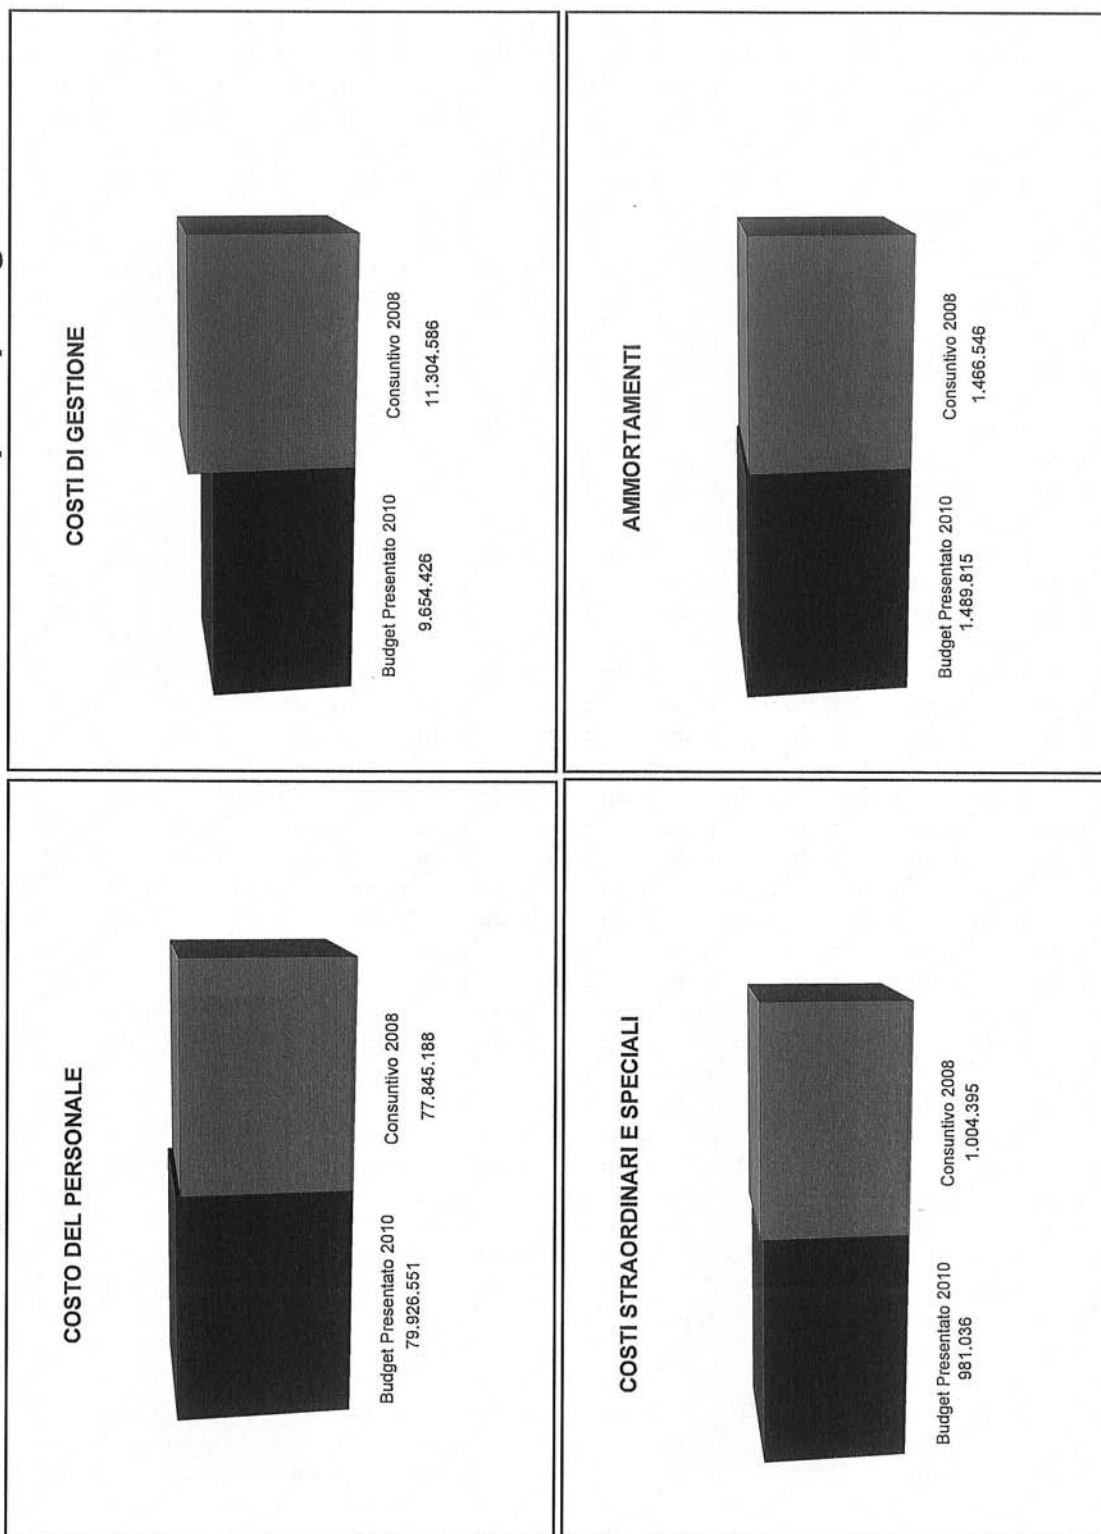 COSTO DEL PERSONALE
Budget Presentato 2010
79.926.551
Consuntivo 2008
77.845.188
COSTI DI GESTIONE
Budget Presentato 2010
9.654.426
Consuntivo 2008
11.304.586
COSTI STRAORDINARI E SPECIALI
Budget Presentato 2010
981.036
Consuntivo 2008
1.004.395
AMMORTAMENTI
Budget Presentato 2010
1.489.815
Consuntivo 2008
1.466.546